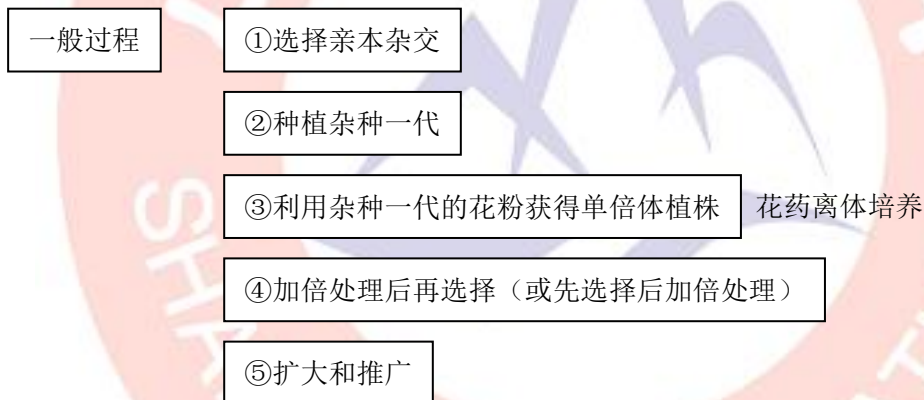 一般过程
①选择亲本杂交
②种植杂种一代
③利用杂种一代的花粉获得单倍体植株 花药离体培养
④加倍处理后再选择（或先选择后加倍处理）
⑤扩大和推广